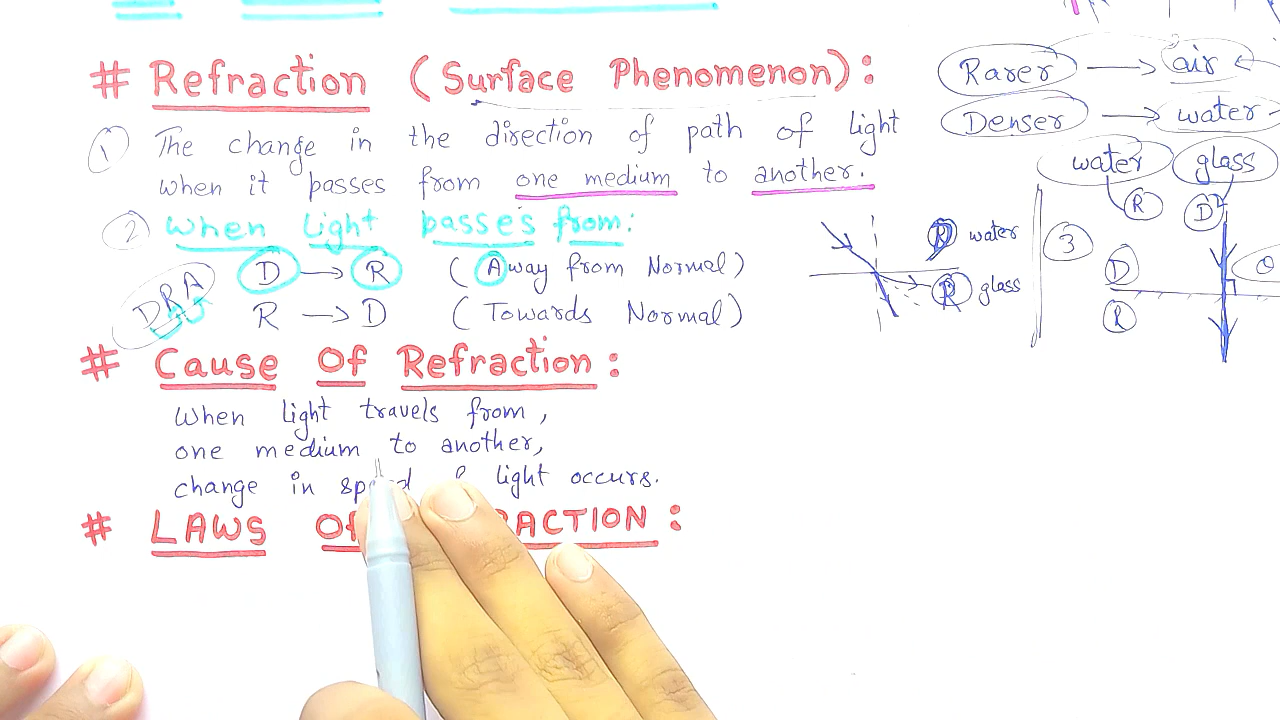 # Refraction (Surface Phenomenon):
① The change in the direction of path of light
when it passes from one medium to another.
② When light passes from:
D → R (Away from Normal)
DRA
R → D (Towards Normal)
# Cause Of Refraction:
When light travels from,
one medium to another,
change in light occurs.
# LAWS
Rarer → air
Denser → water
water glass
R D
water
glass
③
D
R